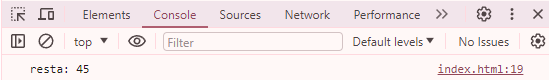 Elements Console Sources Network Performance »
top Filter Default levels No Issues
resta: 45 index.html:19